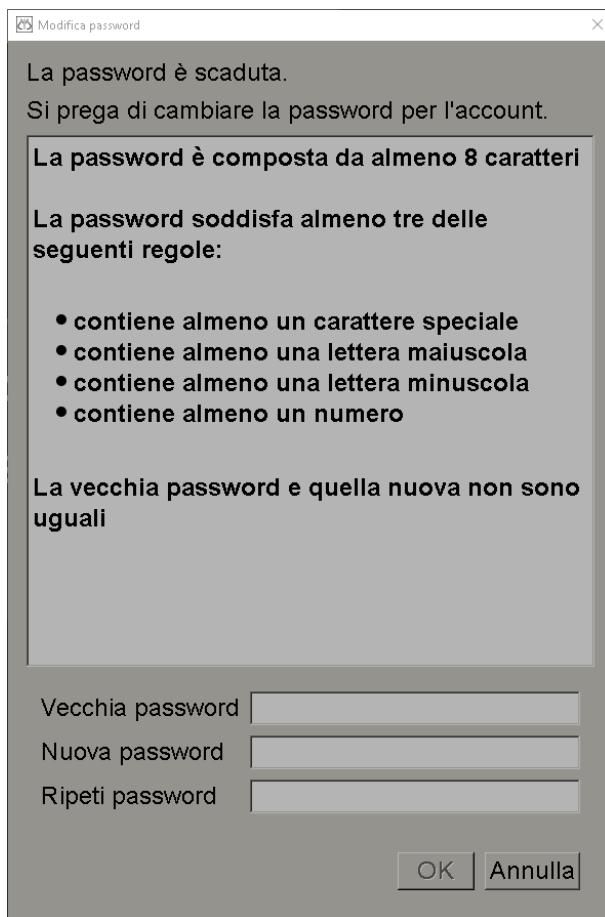 Modifica password
La password è scaduta.
Si prega di cambiare la password per l'account.
La password è composta da almeno 8 caratteri
La password soddisfa almeno tre delle
seguenti regole:
• contiene almeno un carattere speciale
• contiene almeno una lettera maiuscola
• contiene almeno una lettera minuscola
• contiene almeno un numero
La vecchia password e quella nuova non sono
uguali
Vecchia password
Nuova password
Ripeti password
OK Annulla